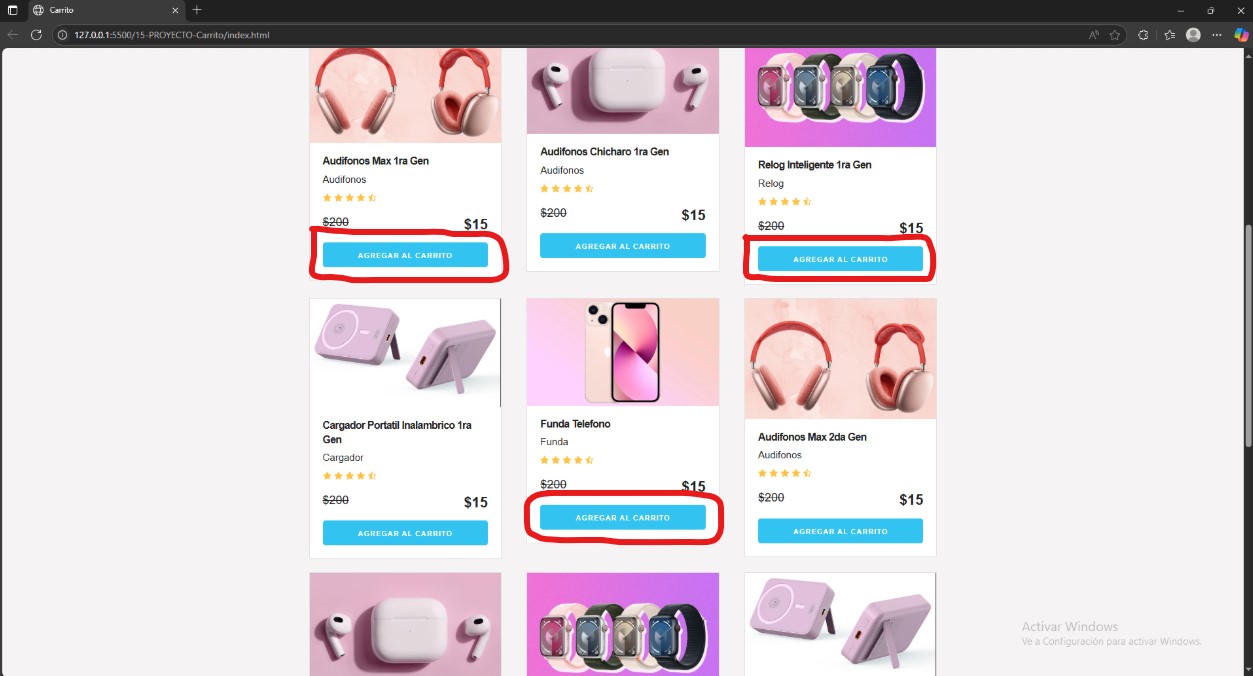 Carrito
127.0.0.1:5500/15-PROYECTO-Carrito/index.html
Audifonos Max 1ra Gen
Audifonos
$200 $15
AGREGAR AL CARRITO
Audifonos Chicharo 1ra Gen
Audifonos
$200 $15
AGREGAR AL CARRITO
Relog Inteligente 1ra Gen
Relog
$200 $15
AGREGAR AL CARRITO
Cargador Portatil Inalambrico 1ra
Gen
Cargador
$200 $15
AGREGAR AL CARRITO
Funda Telefono
Funda
$200 $15
AGREGAR AL CARRITO
Audifonos Max 2da Gen
Audifonos
$200 $15
AGREGAR AL CARRITO
Activar Windows
Ve a Configuración para activar Windows.